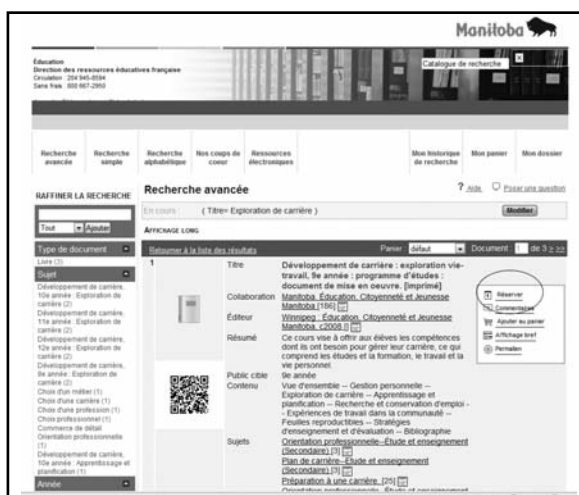 Manitoba
Éducation
Direction des ressources éducatives française
Circulation : 204 945-8594
Sans frais : 800 667-2950
Catalogue de recherche
Recherche avancée
Recherche simple
Recherche alphabétique
Nos coups de coeur
Ressources électroniques
Mon historique de recherche
Mon panier
Mon dossier
RAFFINER LA RECHERCHE
Tout
Ajouter
Type de document
Livre (3)
Sujet
Développement de carrière,
10e année : Exploration de
carrière (2)
Développement de carrière,
11e année : Exploration de
carrière (2)
Développement de carrière,
12e année : Exploration de
carrière (2)
Développement de carrière,
9e année : Exploration de
carrière (2)
Choix d'un métier (1)
Choix d'une carrière (1)
Choix d'une profession (1)
Choix professionnel (1)
Commerce de détail
Orientation professionnelle
(1)
Développement de carrière,
10e année : Apprentissage et
planification (1)
Année
Recherche avancée
? Aide
Poser une question
En cours : ( Titre= Exploration de carrière )
Modifier
AFFICHAGE LONG
Retourner à la liste des résultats
Panier : défaut
Document 1 de 3 > >>
1
Titre Développement de carrière : exploration vie-
travail, 9e année : programme d'études :
document de mise en oeuvre. [imprimé]
Collaboration Manitoba. Éducation, Citoyenneté et Jeunesse
Manitoba [186]
Éditeur Winnipeg : Éducation, Citoyenneté et Jeunesse
Manitoba, c2008.
Résumé Ce cours vise à offrir aux élèves les compétences
dont ils ont besoin pour gérer leur carrière, ce qui
comprend les études et la formation, le travail et la
vie personnel.
Public cible 9e année
Contenu Vue d'ensemble -- Gestion personnelle --
Exploration de carrière -- Apprentissage et
planification -- Recherche et conservation d'emploi -
- Expériences de travail dans la communauté --
Feuilles reproductibles -- Stratégies
d'enseignement et d'évaluation -- Bibliographie
Sujets Orientation professionnelle--Étude et enseignement
(Secondaire) [3]
Plan de carrière--Étude et enseignement
(Secondaire) [3]
Préparation à une carrière. [25]
Orientation professionnelle--Étude et enseignement
Réserver
Commentaires
Ajouter au panier
Affichage bref
Permalien